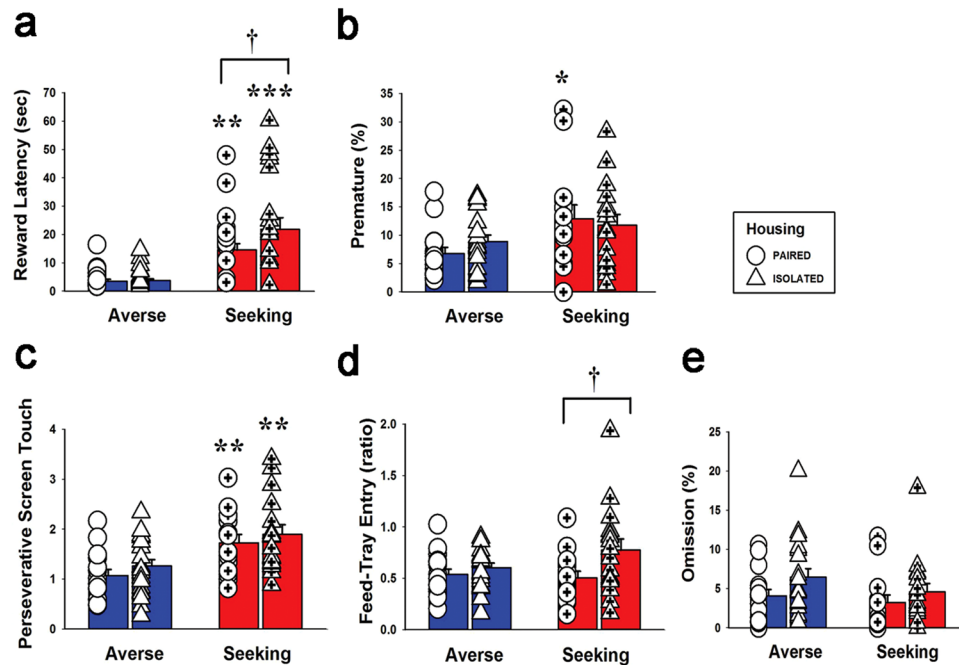 a
†
***
**
Reward Latency (sec)
70
60
50
40
30
20
10
0
Averse
Seeking
b
*
Premature (%)
35
30
25
20
15
10
5
0
Averse
Seeking
Housing
PAIRED
ISOLATED
c
**
**
Perseverative Screen Touch
4
3
2
1
0
Averse
Seeking
d
†
Feed-Tray Entry (ratio)
2.0
1.5
1.0
0.5
0.0
Averse
Seeking
e
Omission (%)
25
20
15
10
5
0
Averse
Seeking